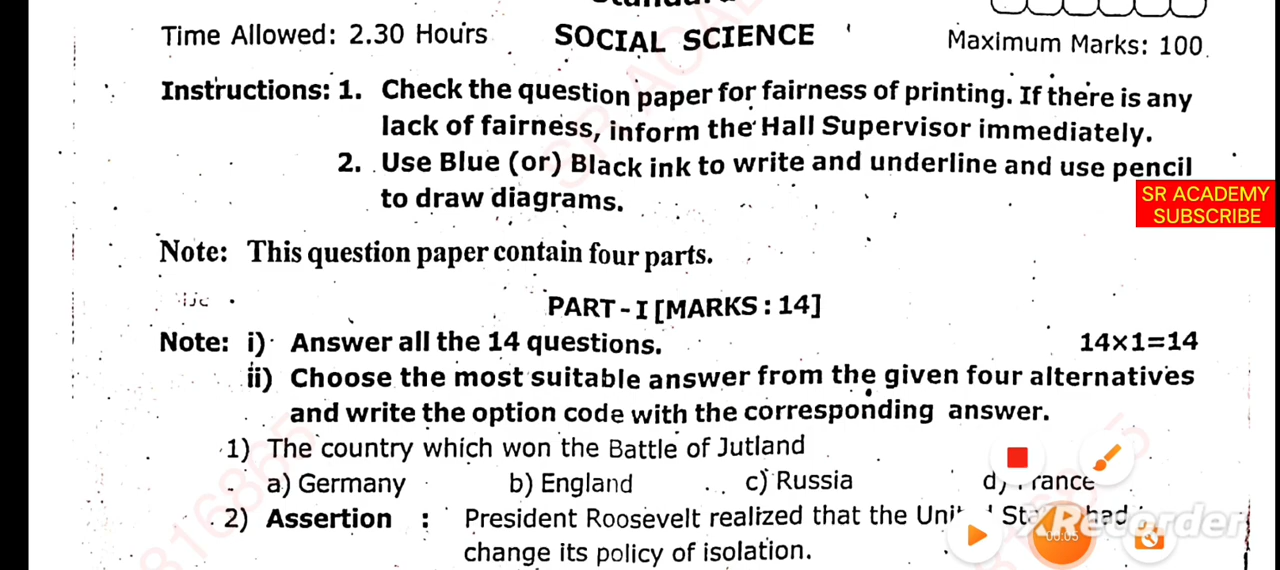 Time Allowed: 2.30 Hours SOCIAL SCIENCE Maximum Marks: 100
Instructions: 1. Check the question paper for fairness of printing. If there is any
lack of fairness, inform the Hall Supervisor immediately.
2. Use Blue (or) Black ink to write and underline and use pencil
to draw diagrams.
SR ACADEMY
SUBSCRIBE
Note: This question paper contain four parts.
PART - I [MARKS : 14]
Note: i) Answer all the 14 questions. 14x1=14
ii) Choose the most suitable answer from the given four alternatives
and write the option code with the corresponding answer.
1) The country which won the Battle of Jutland
a) Germany b) England c) Russia d)
2) Assertion : President Roosevelt realized that the had
change its policy of isolation.
XRecorder
00:05